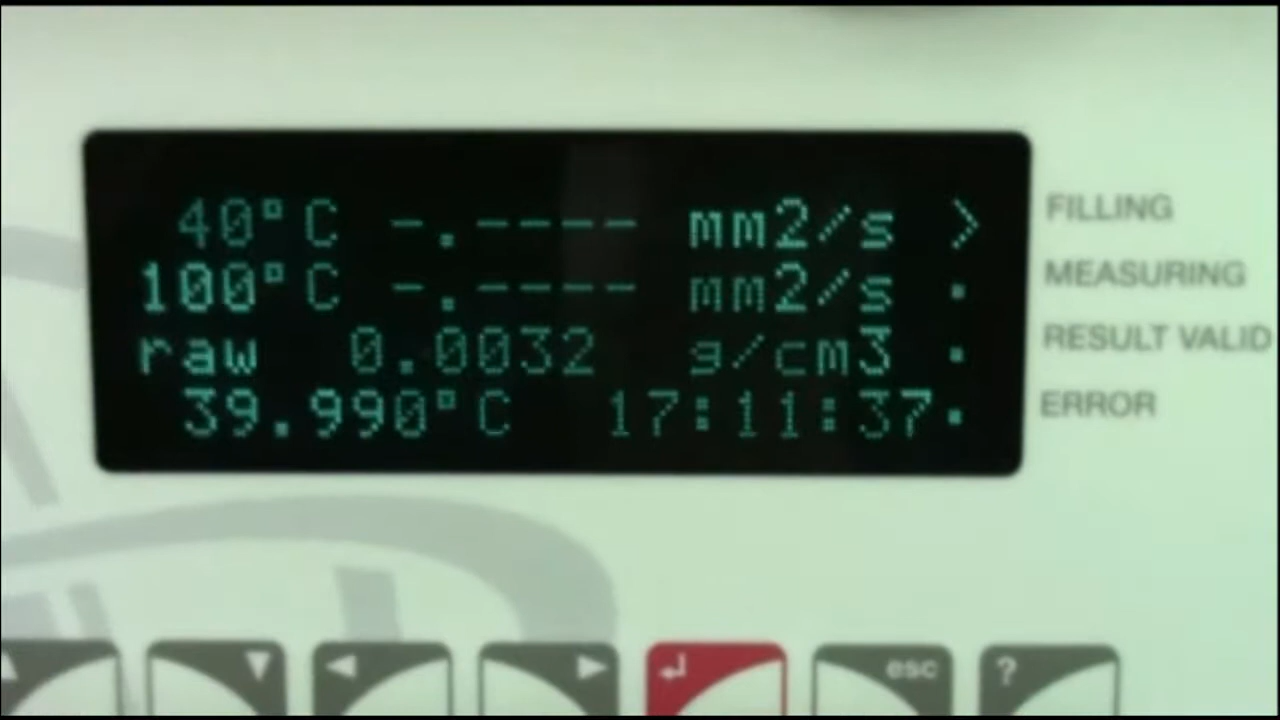 40°C -.---- mm2/s > FILLING
100°C -.---- mm2/s . MEASURING
raw 0.0032 g/cm3 . RESULT VALID
39.990°C 17:11:37. ERROR
esc ?